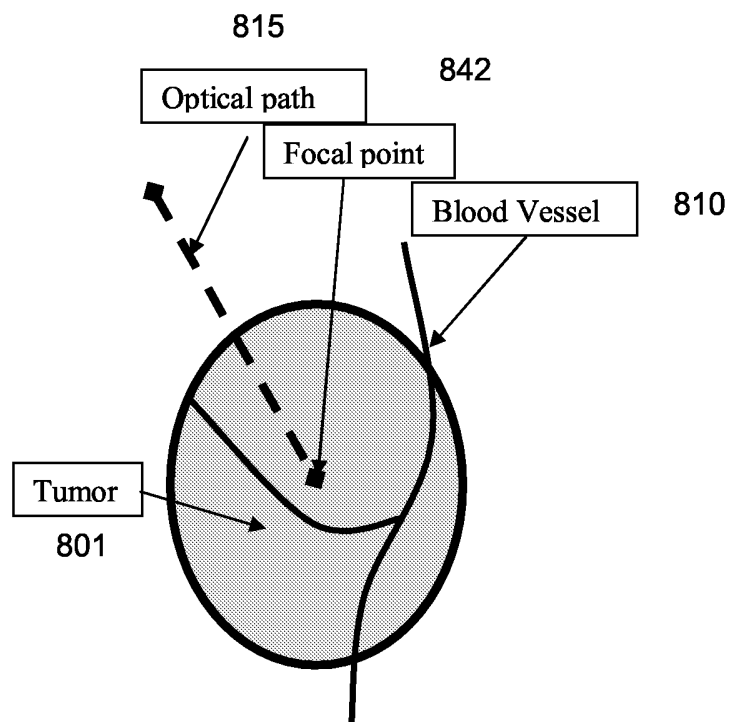 815
842
Optical path
Focal point
Blood Vessel
810
Tumor
801